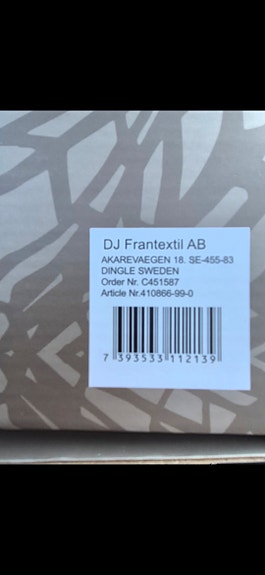 DJ Frantextil AB
AKAREVAEGEN 18. SE-455-83
DINGLE SWEDEN
Order Nr. C451587
Article Nr.410866-99-0
7 393533 112139